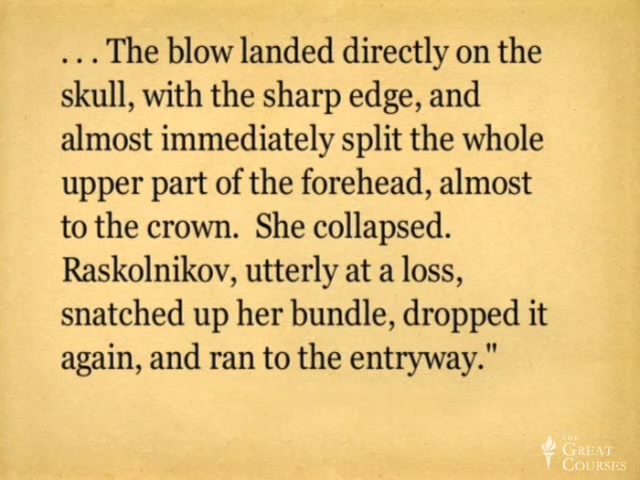 . . . The blow landed directly on the
skull, with the sharp edge, and
almost immediately split the whole
upper part of the forehead, almost
to the crown.  She collapsed.
Raskolnikov, utterly at a loss,
snatched up her bundle, dropped it
again, and ran to the entryway."
THE
GREAT
COURSES